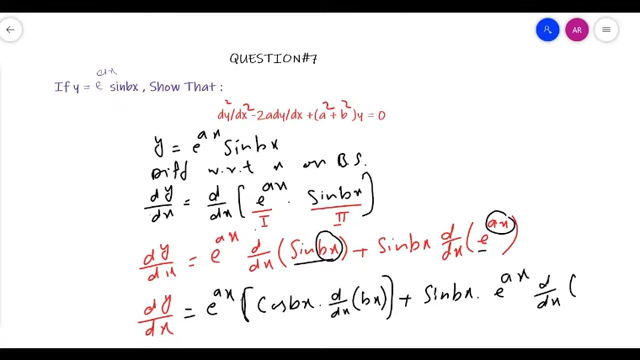 AR
QUESTION#7
If y = e^ax sinbx , Show That :
d²y/dx² -2ady/dx +(a² + b²)y = 0
y = e^ax Sinbx
Diff w.r.t x on B.S.
dy/dx = d/dx [e^ax . Sinbx]
I II
dy/dx = e^ax d/dx (Sinbx) + Sinbx d/dx (e^ax)
dy/dx = e^ax [Cosbx . d/dx (bx)] + Sinbx . e^ax d/dx (